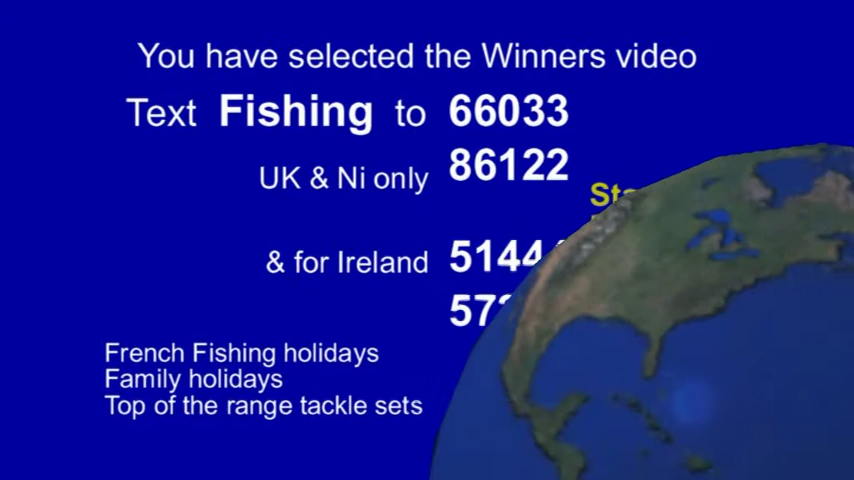 You have selected the Winners video
Text Fishing to 66033
UK & Ni only 86122
& for Ireland
French Fishing holidays
Family holidays
Top of the range tackle sets